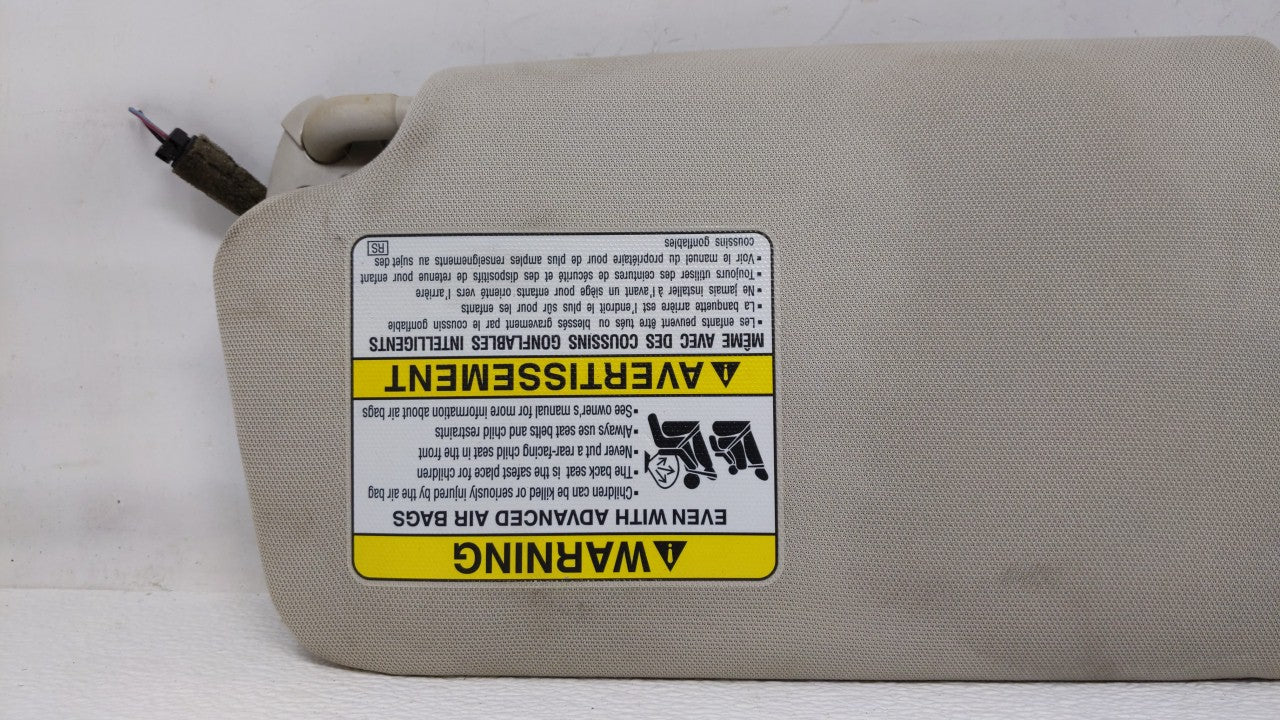 WARNING
EVEN WITH ADVANCED AIR BAGS
• Children can be killed or seriously injured by the air bag
• The back seat is the safest place for children
• Never put a rear-facing child seat in the front
• Always use seat belts and child restraints
• See owner's manual for more information about air bags
AVERTISSEMENT
MÊME AVEC DES COUSSINS GONFLABLES INTELLIGENTS
• Les enfants peuvent être tués ou blessés gravement par le coussin gonflable
• La banquette arrière est l'endroit le plus sûr pour les enfants
• Ne jamais installer à l'avant un siège pour enfants orienté vers l'arrière
• Toujours utiliser des ceintures de sécurité et des dispositifs de retenue pour enfant
• Voir le manuel du propriétaire pour de plus amples renseignements au sujet des
coussins gonflables
RS